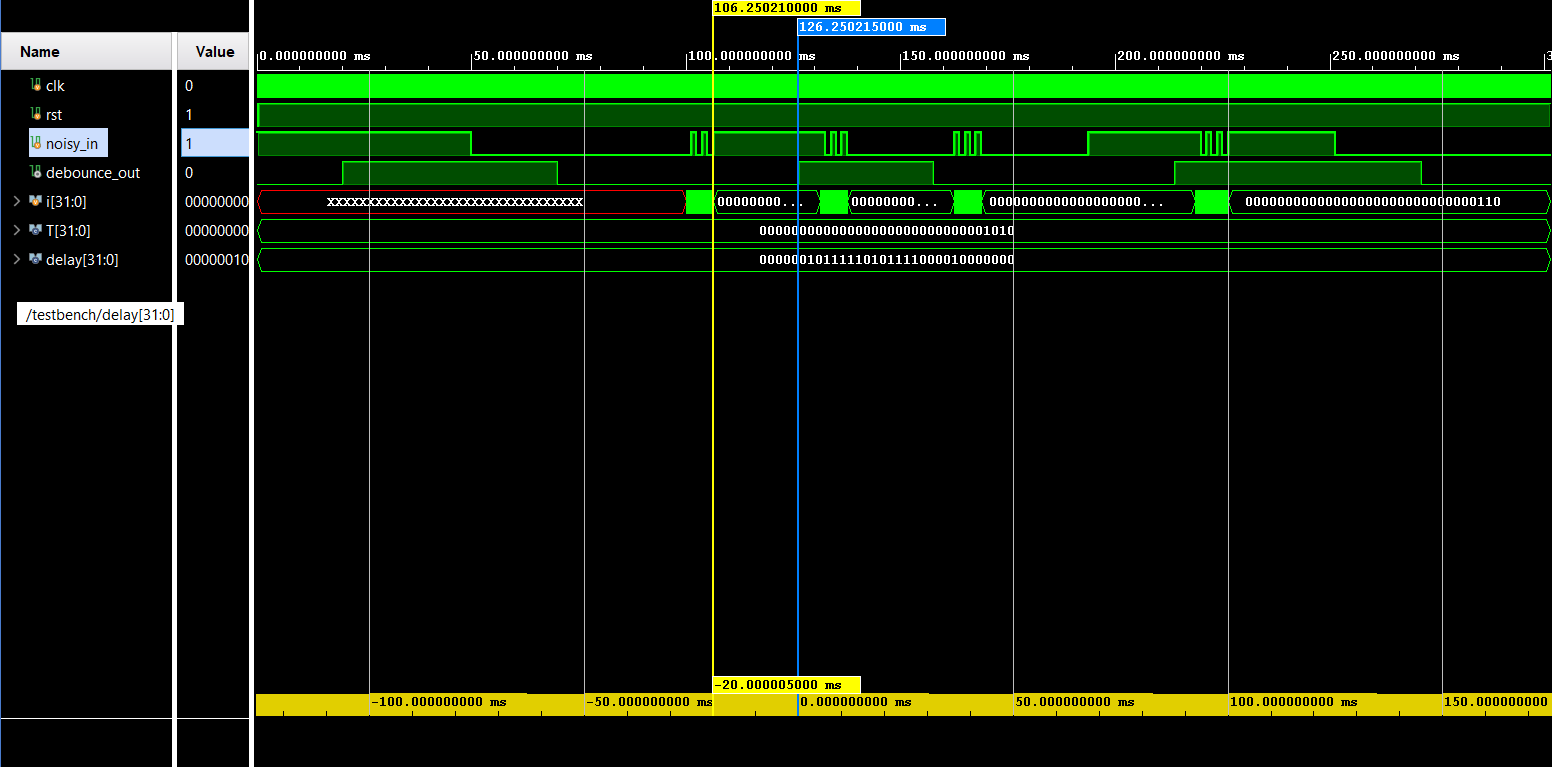 106.250210000 ms
126.250215000 ms
Name Value
0.000000000 ms 50.000000000 ms 100.000000000 ms 150.000000000 ms 200.000000000 ms 250.000000000 ms 3
clk 0
rst 1
noisy_in 1
debounce_out 0
i[31:0] 00000000 xxxxxxxxxxxxxxxxxxxxxxxxxxxxxxxx 00000000... 00000000... 0000000000000000000... 00000000000000000000000000000110
T[31:0] 00000000 00000000000000000000000000001010
delay[31:0] 00000010 00000010111110101111000010000000
/testbench/delay[31:0]
-20.000005000 ms
-100.000000000 ms -50.000000000 ms 0.000000000 ms 50.000000000 ms 100.000000000 ms 150.000000000